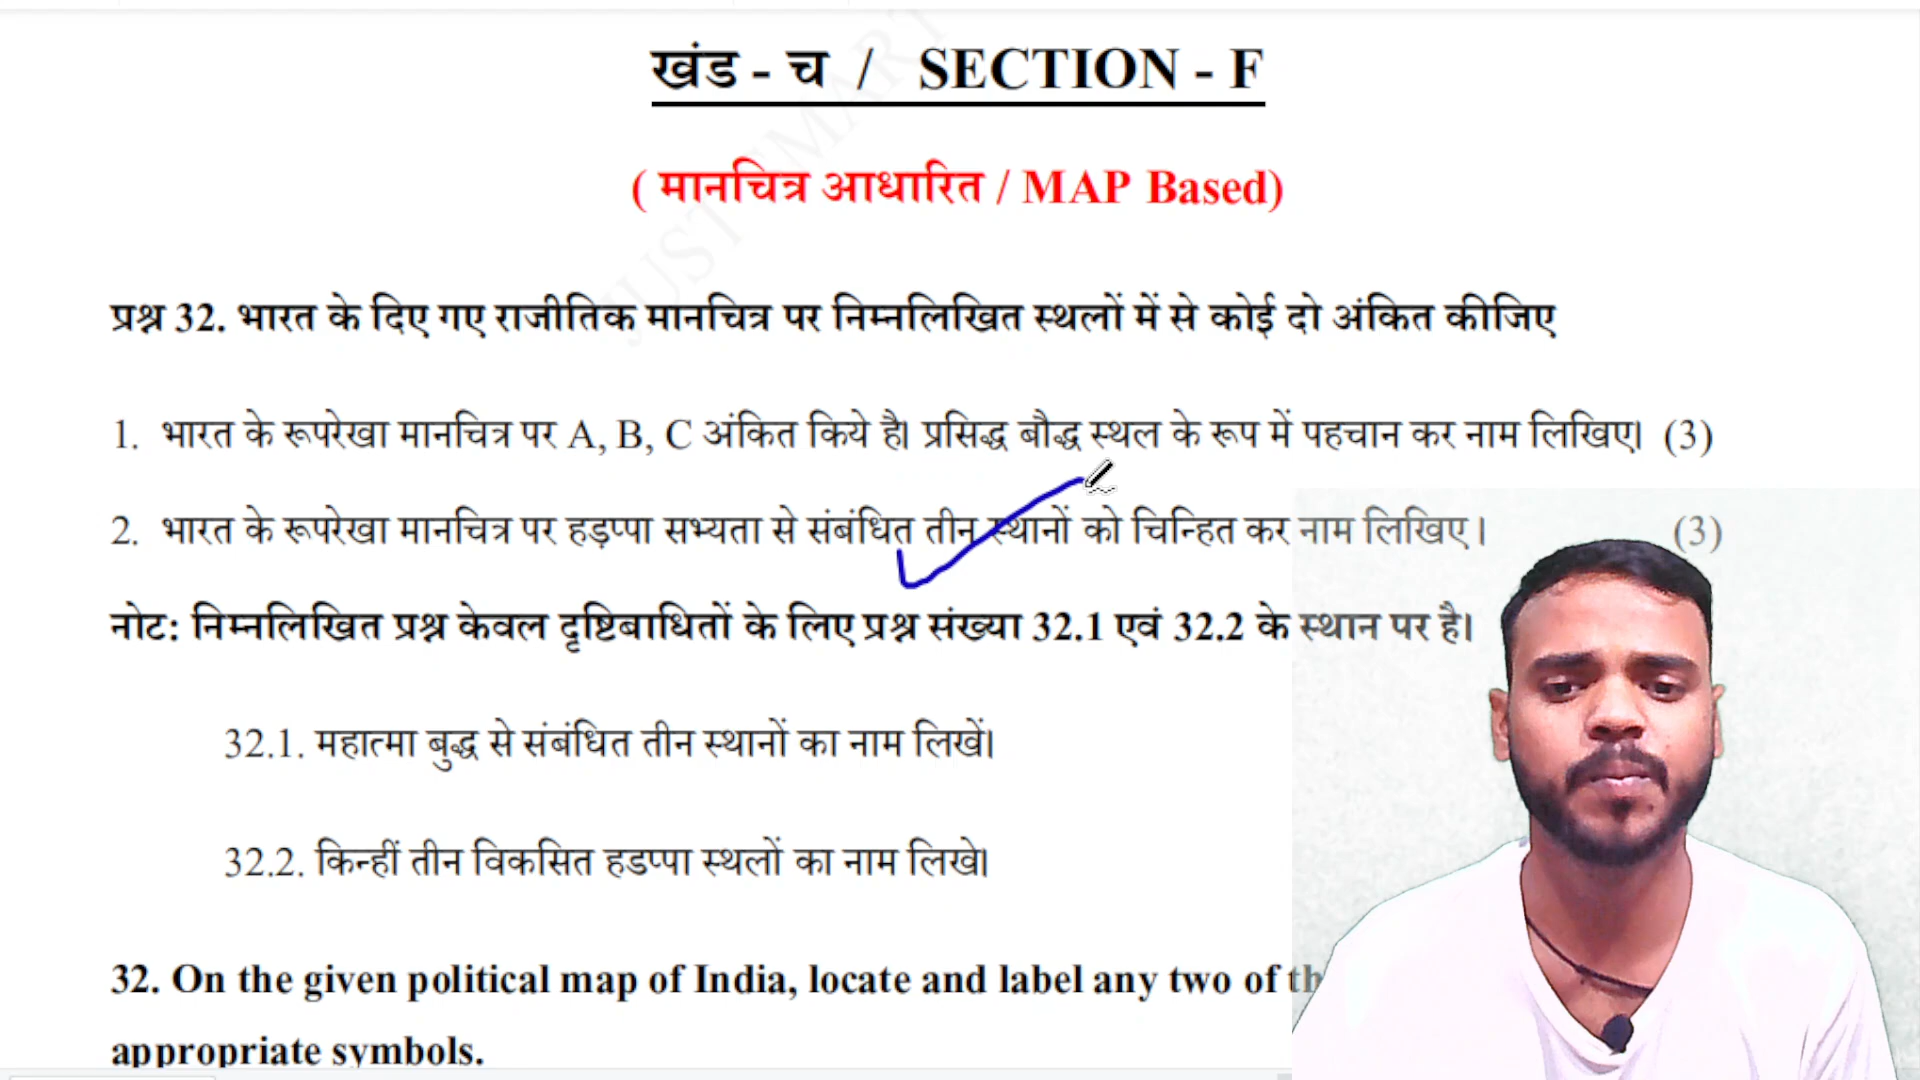 खंड - च / SECTION - F
( मानचित्र आधारित / MAP Based)
प्रश्न 32. भारत के दिए गए राजीतिक मानचित्र पर निम्नलिखित स्थलों में से कोई दो अंकित कीजिए
1. भारत के रूपरेखा मानचित्र पर A, B, C अंकित किये है। प्रसिद्ध बौद्ध स्थल के रूप में पहचान कर नाम लिखिए। (3)
2. भारत के रूपरेखा मानचित्र पर हड़प्पा सभ्यता से संबंधित तीन स्थानों को चिन्हित कर नाम लिखिए। (3)
नोट: निम्नलिखित प्रश्न केवल दृष्टिबाधितों के लिए प्रश्न संख्या 32.1 एवं 32.2 के स्थान पर है।
32.1. महात्मा बुद्ध से संबंधित तीन स्थानों का नाम लिखें।
32.2. किन्हीं तीन विकसित हडप्पा स्थलों का नाम लिखे।
32. On the given political map of India, locate and label any two of
appropriate symbols.